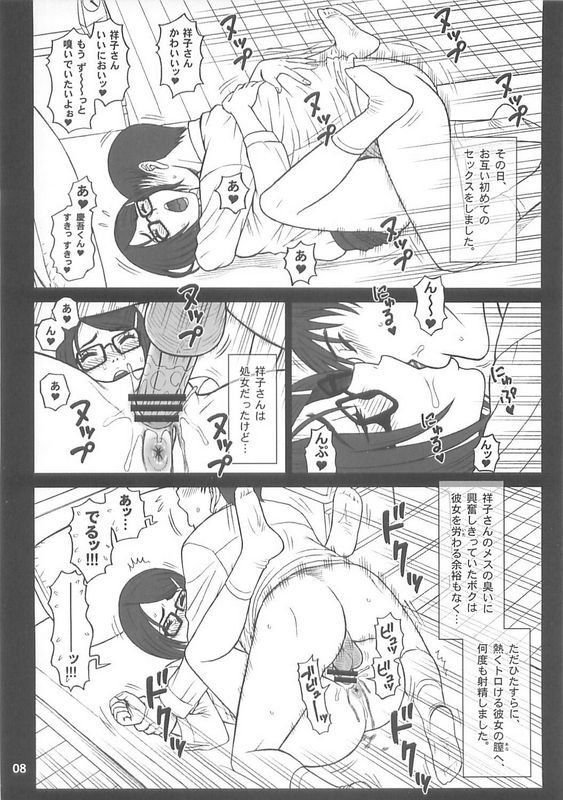 祥子さん
かわいいッ♥
祥子さん
いいにおいッ♥
もう ず〜〜っと
嗅いでいたいよぉ♥
ヌップ
ヌップ
ヌップ
あ♥
あ♥
慶吾くん♥
すきっ すきっ♥
あ♥
その日、
お互い初めての
セックスをしました。
ん〜♥
にゅる♥
にゅる♥
にゅぷ♥
んッ♥
んぷ♥
ヌップ
ん♥
あ♥
ヌップ
祥子さんは
処女だったけど…
祥子さんのメスの臭いに
興奮しきっていたボクは
彼女を労わる余裕もなく…
ただひたすらに、
熱くトロける彼女の膣へ、
何度も射精しました。
あッ…
でるッ!!!
ーーッ!!!
ドクッ
ドクッ
ドクッ
ビュッ
ビュッ
ビュッ
08